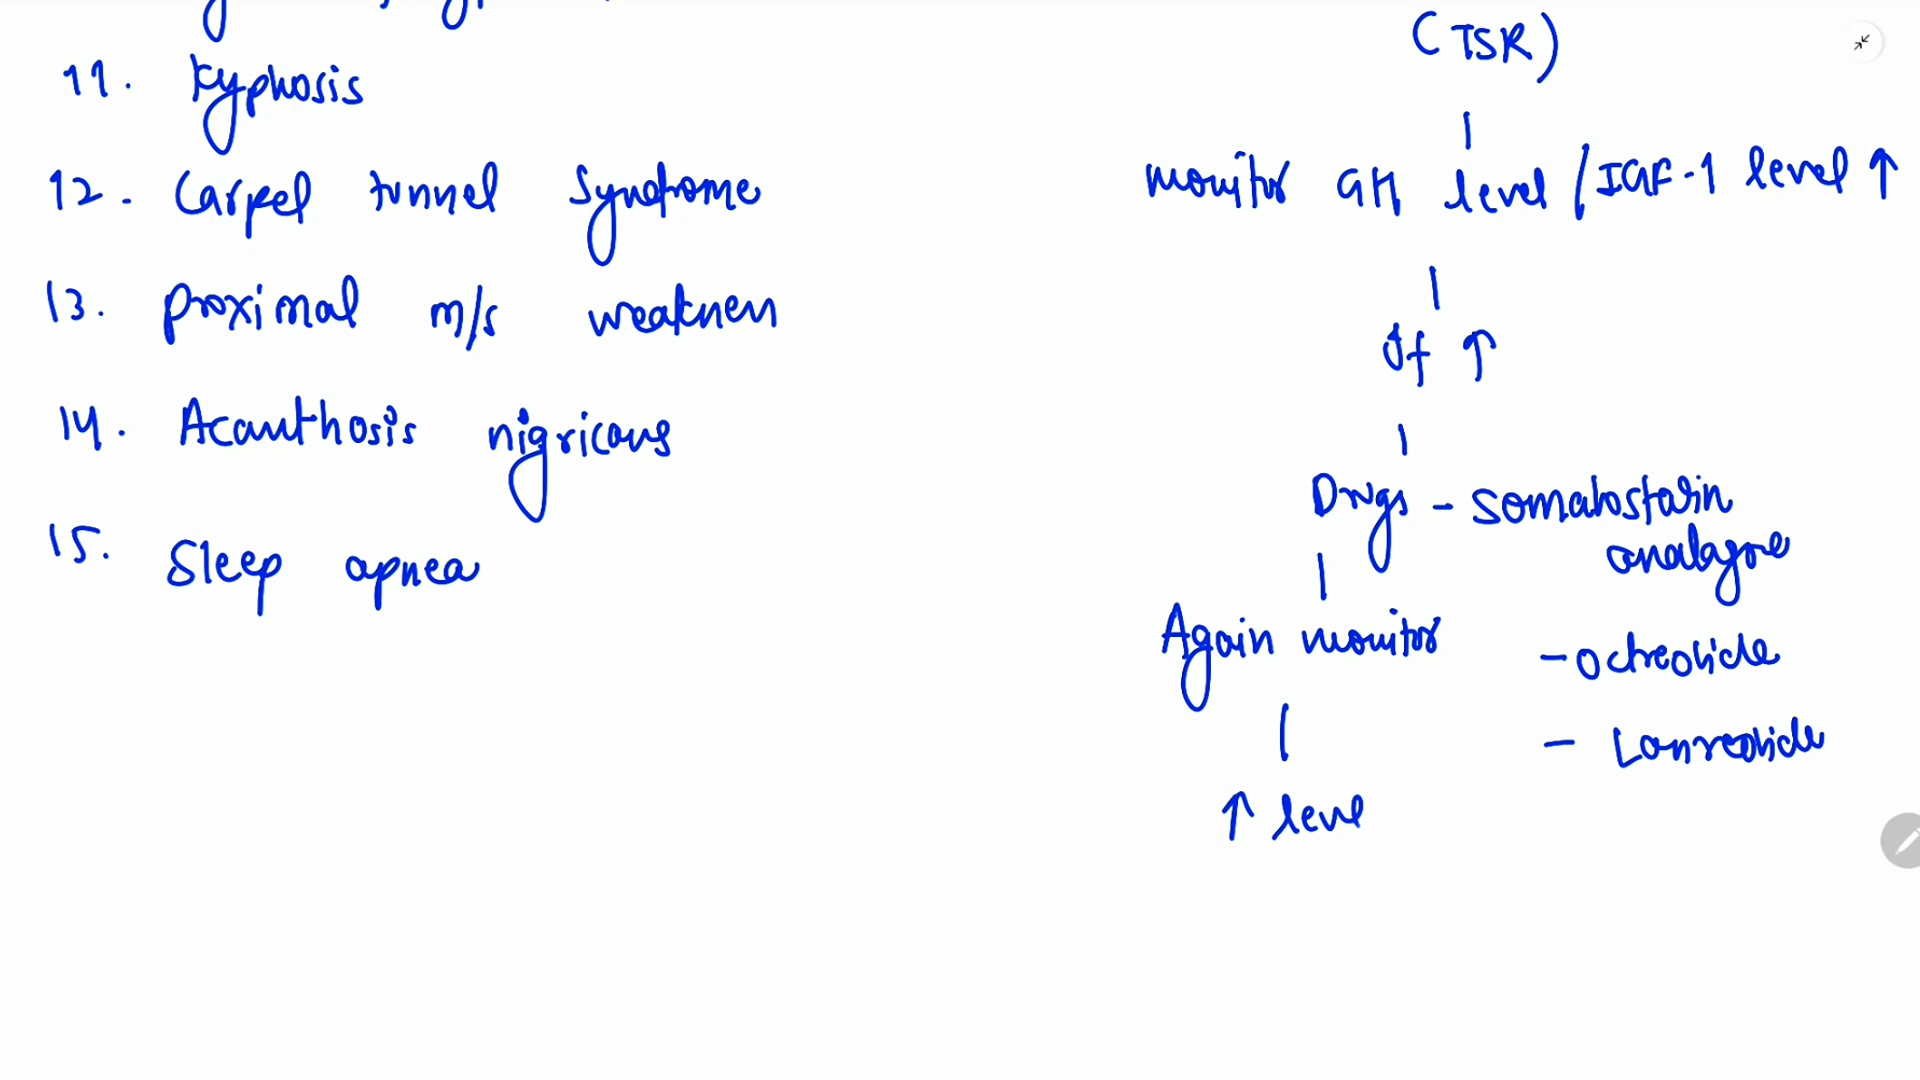 11. Kyphosis
12. Carpel tunnel syndrome
13. Proximal m/s weakness
14. Acanthosis nigricans
15. Sleep apnea
(TSR)
monitor GH level / IGF-1 level ↑
If ↑
Drugs - Somatostatin
analogue
- Octreotide
- Lanreotide
Again monitor
↑ level